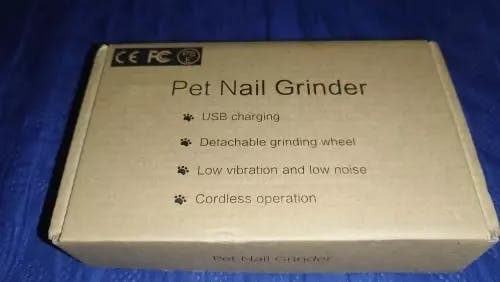 CE FC PSE
Pet Nail Grinder
USB charging
Detachable grinding wheel
Low vibration and low noise
Cordless operation
Pet Nail Grinder